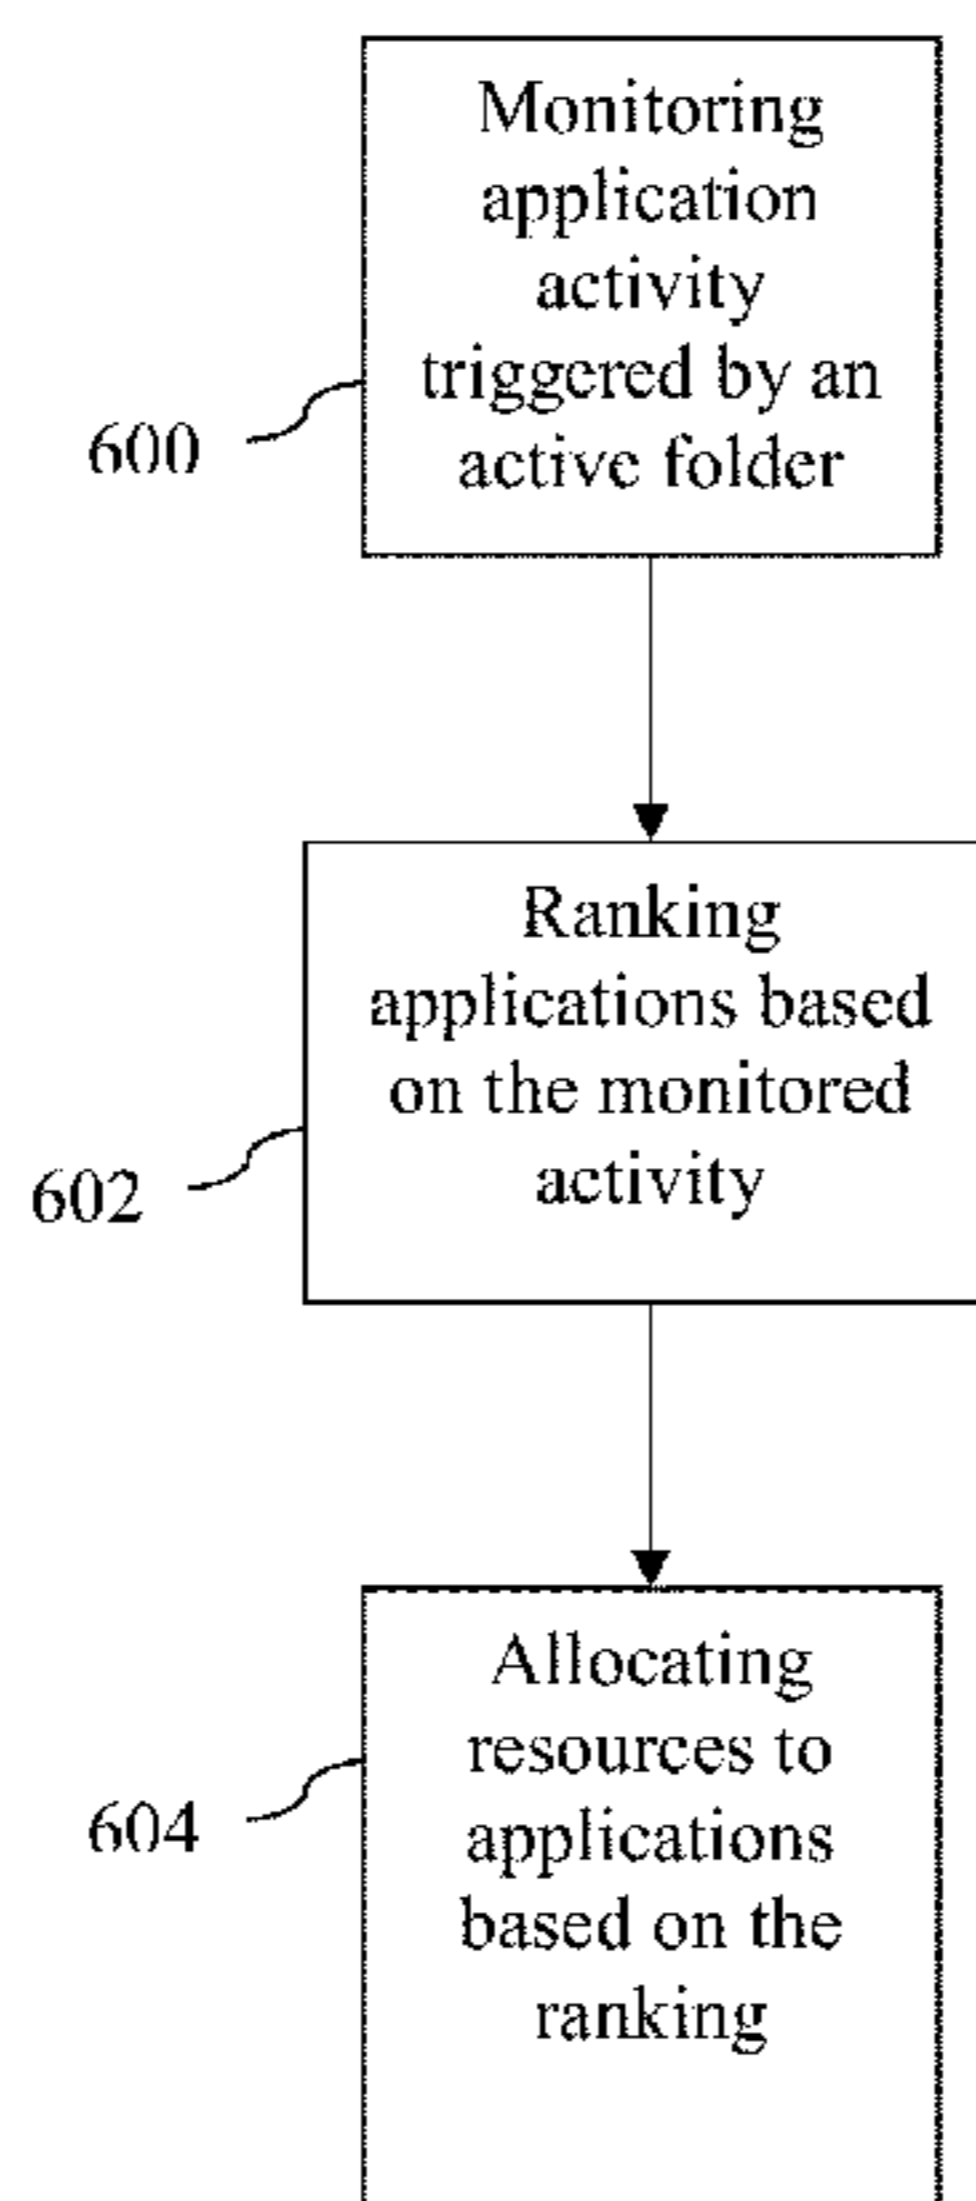 Monitoring
application
activity
triggered by an
active folder
600
Ranking
applications based
on the monitored
activity
602
Allocating
resources to
applications
based on the
ranking
604